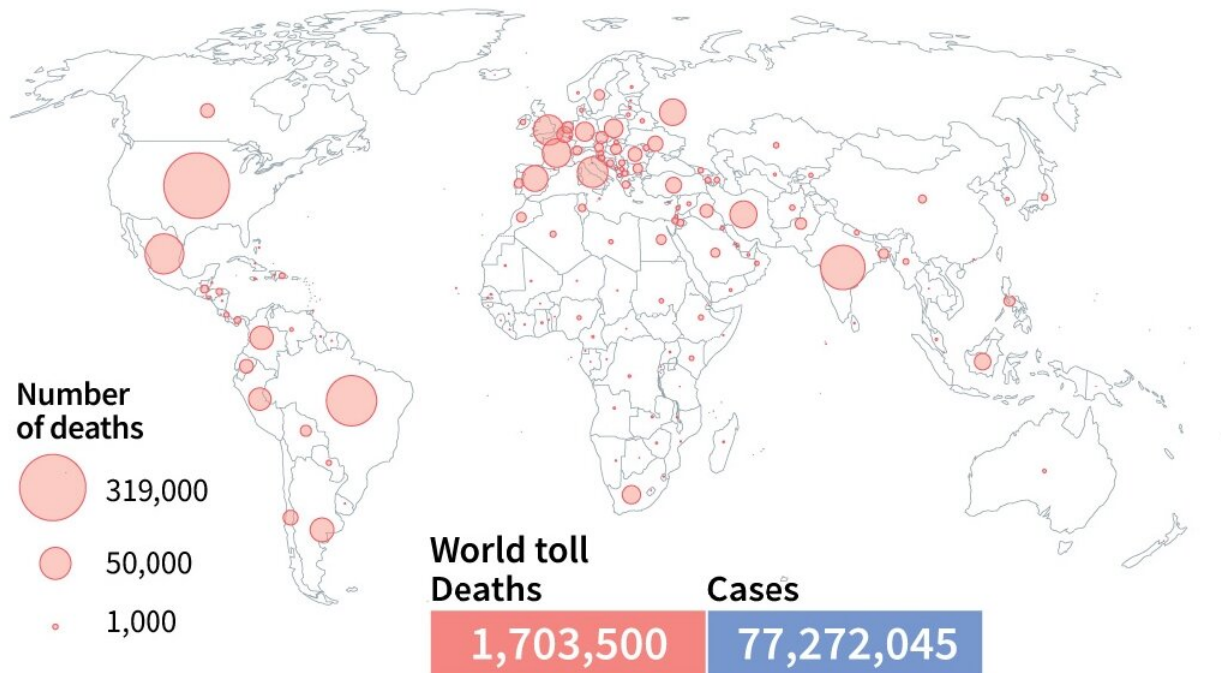 Number
of deaths
319,000
50,000
1,000
World toll
Deaths
Cases
1,703,500
77,272,045